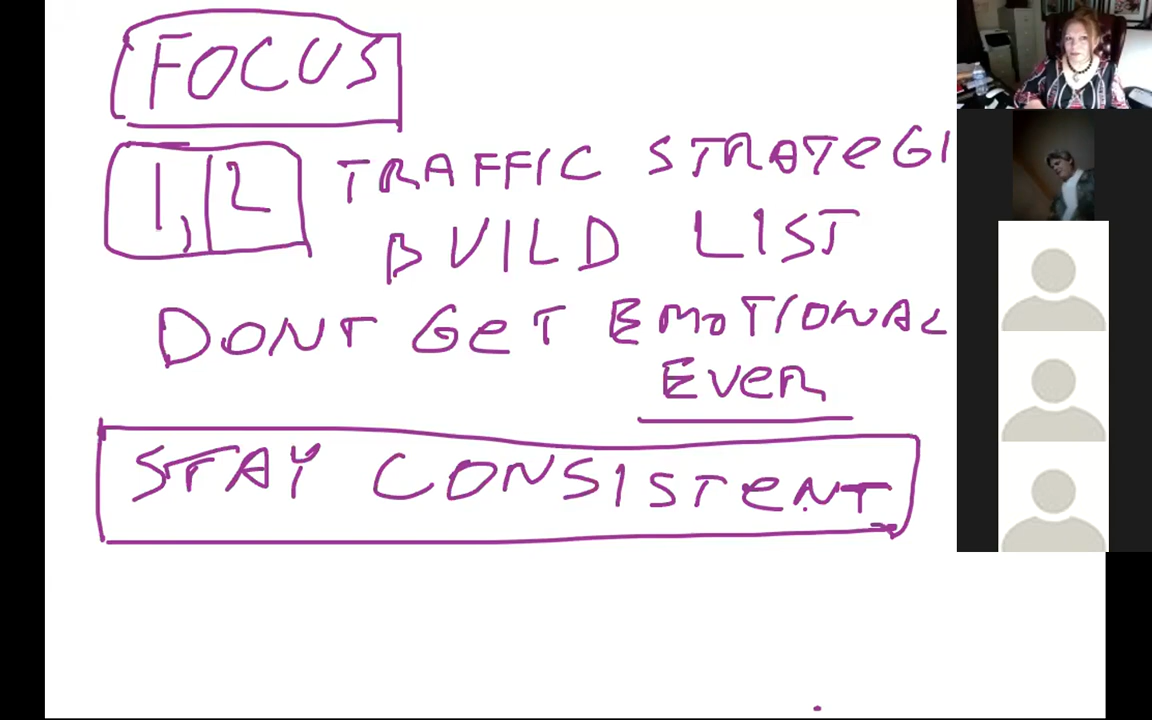 FOCUS
1,2 TRAFFIC STRATEGI
BUILD LIST
DONT GET EMOTIONAL
EVER
STAY CONSISTENT